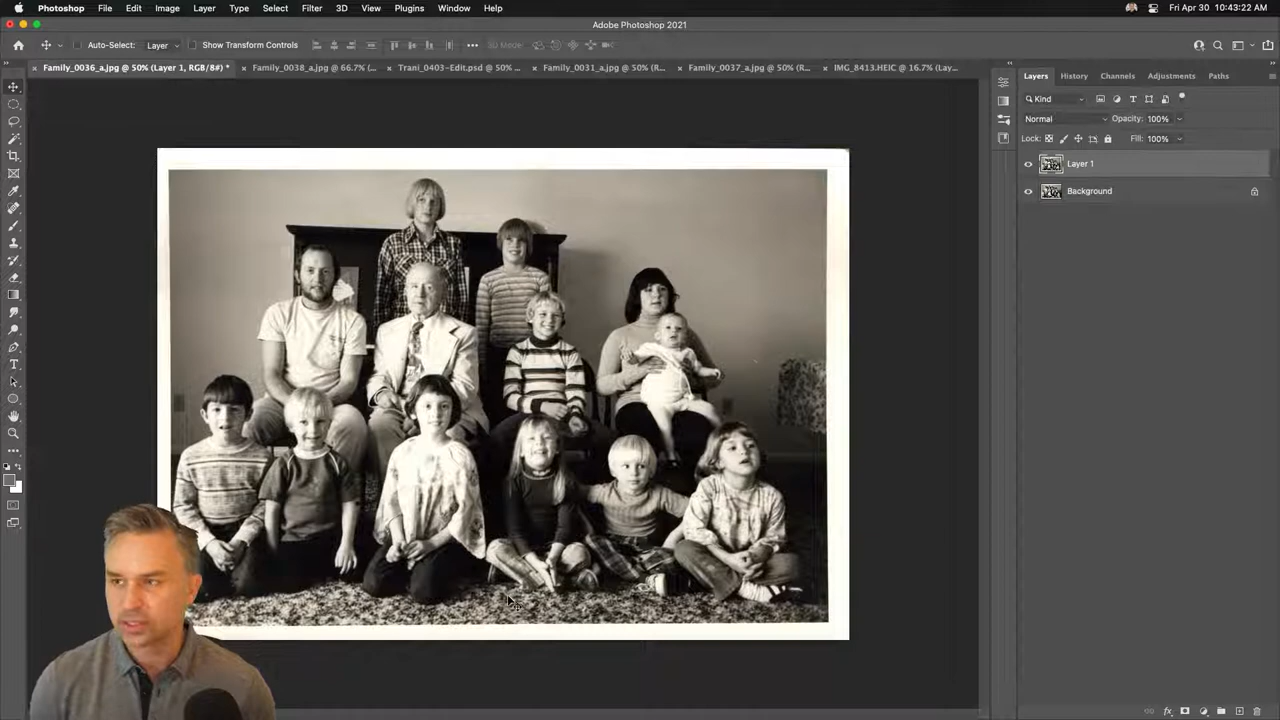 Photoshop File Edit Image Layer Type Select Filter 3D View Plugins Window Help Fri Apr 30 10:43:22 AM
Adobe Photoshop 2021
Auto-Select: Layer Show Transform Controls 3D Mode:
Family_0036_a.jpg @ 50% (Layer 1, RGB/8#) * Family_0038_a.jpg @ 66.7% (... Trani_0403-Edit.psd @ 50% ... Family_0031_a.jpg @ 50% (R... Family_0037_a.jpg @ 50% (R... IMG_8413.HEIC @ 16.7% (Lay...
Layers History Channels Adjustments Paths
Kind
Normal Opacity: 100%
Lock: Fill: 100%
Layer 1
Background